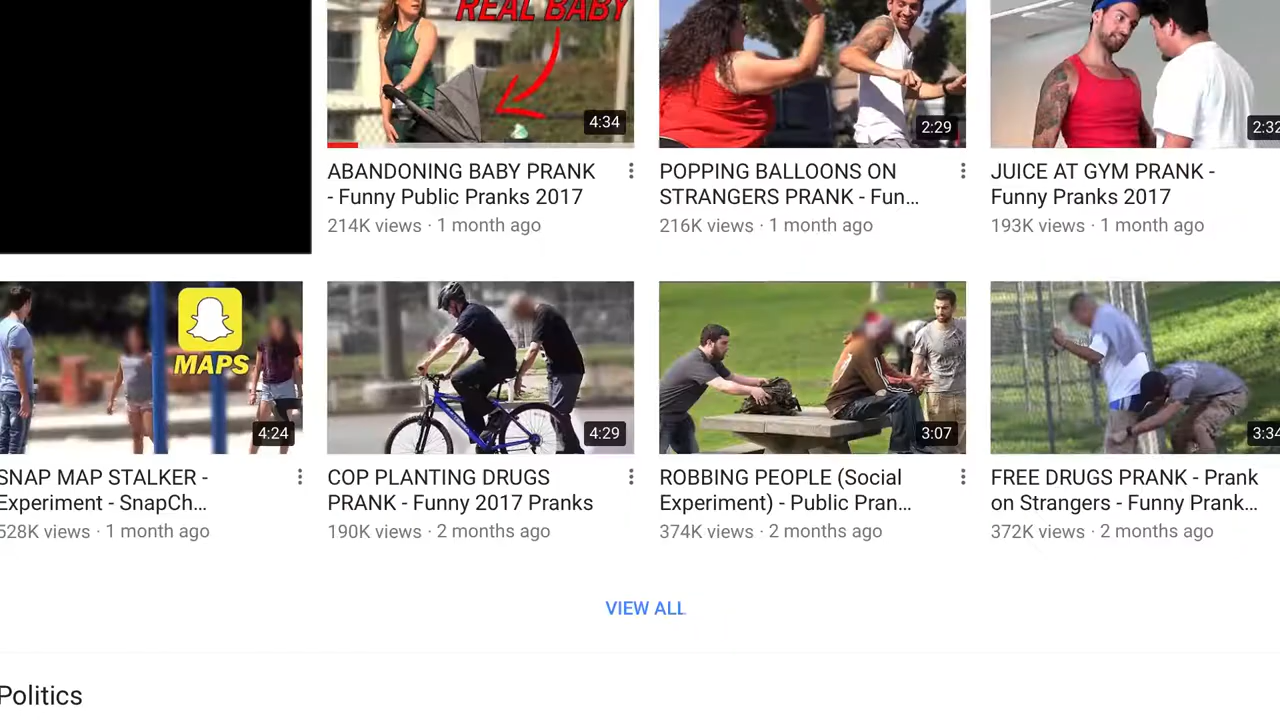 REAL BABY
4:34
2:29
2:32
ABANDONING BABY PRANK
- Funny Public Pranks 2017
214K views · 1 month ago
POPPING BALLOONS ON
STRANGERS PRANK - Fun...
216K views · 1 month ago
JUICE AT GYM PRANK -
Funny Pranks 2017
193K views · 1 month ago
MAPS
4:24
4:29
3:07
3:34
SNAP MAP STALKER -
Experiment - SnapCh...
528K views · 1 month ago
COP PLANTING DRUGS
PRANK - Funny 2017 Pranks
190K views · 2 months ago
ROBBING PEOPLE (Social
Experiment) - Public Pran...
374K views · 2 months ago
FREE DRUGS PRANK - Prank
on Strangers - Funny Prank...
372K views · 2 months ago
VIEW ALL
Politics